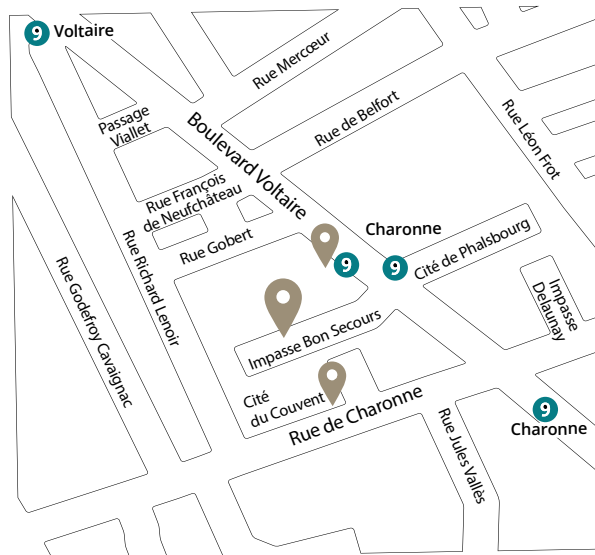 9 Voltaire
Rue Mercœur
Passage
Viallet
Boulevard Voltaire
Rue de Belfort
Rue Léon Frot
Rue François
de Neufchâteau
Rue Gobert
Charonne
9
9
Cité de Phalsbourg
Rue Godefroy Cavaignac
Rue Richard Lenoir
Impasse
Delaunay
Impasse Bon Secours
Cité
du Couvent
Rue de Charonne
Rue Jules Vallès
9
Charonne